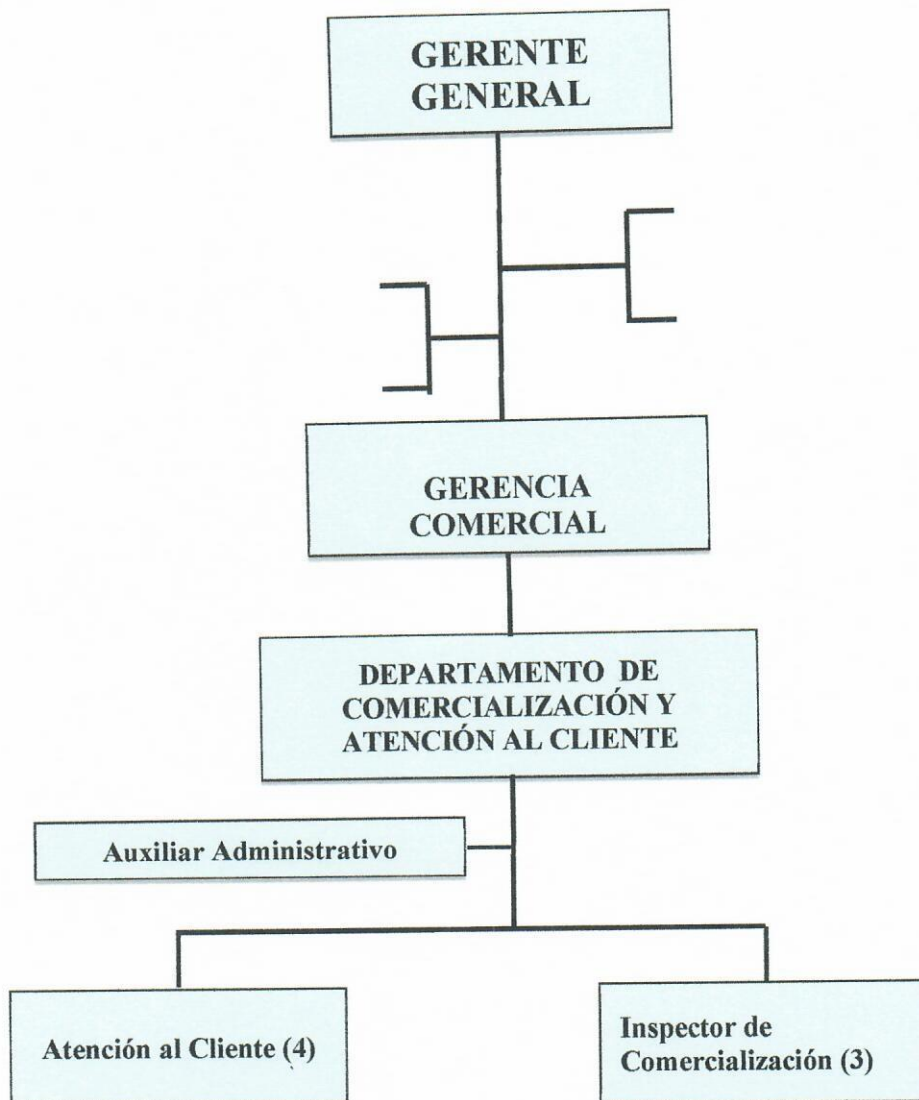 GERENTE
GENERAL
GERENCIA
COMERCIAL
DEPARTAMENTO DE
COMERCIALIZACIÓN Y
ATENCIÓN AL CLIENTE
Auxiliar Administrativo
Atención al Cliente (4)
Inspector de
Comercialización (3)